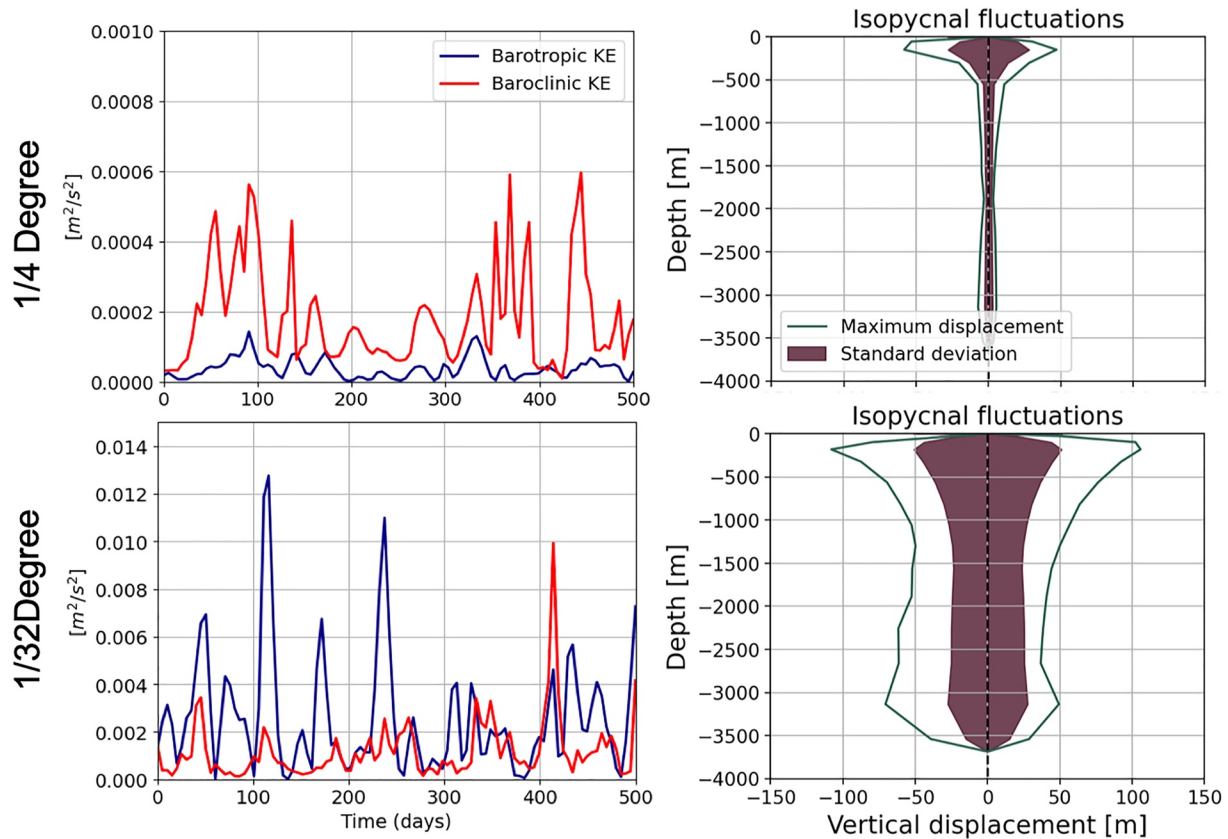 1/4 Degree
[m²/s²]
0.0010
0.0008
0.0006
0.0004
0.0002
0.0000
Barotropic KE
Baroclinic KE
0 100 200 300 400 500
Isopycnal fluctuations
Depth [m]
0
−500
−1000
−1500
−2000
−2500
−3000
−3500
−4000
Maximum displacement
Standard deviation
1/32Degree
[m²/s²]
0.014
0.012
0.010
0.008
0.006
0.004
0.002
0.000
0 100 200 300 400 500
Time (days)
Isopycnal fluctuations
Depth [m]
0
−500
−1000
−1500
−2000
−2500
−3000
−3500
−4000
−150 −100 −50 0 50 100 150
Vertical displacement [m]